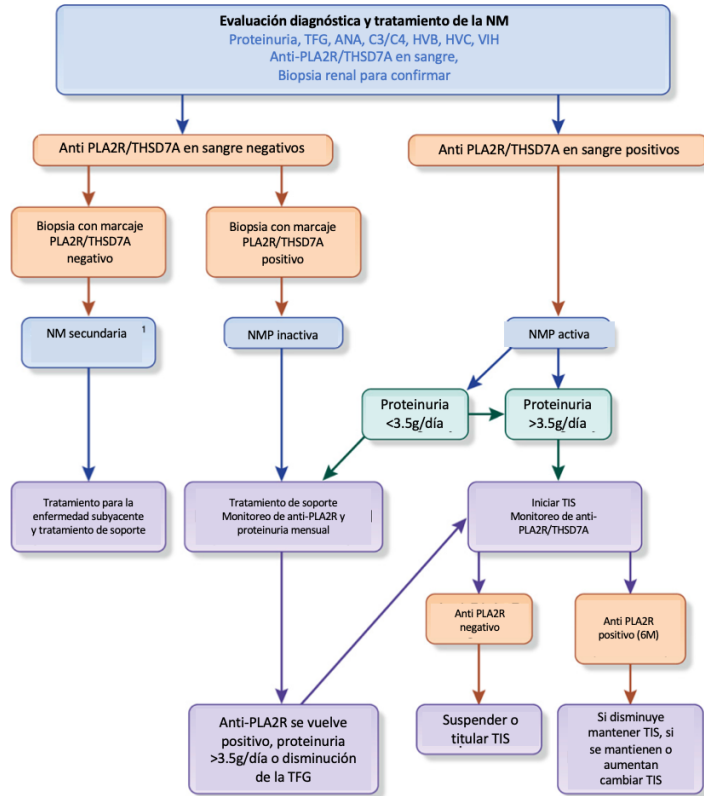 Evaluación diagnóstica y tratamiento de la NM
Proteinuria, TFG, ANA, C3/C4, HVB, HVC, VIH
Anti-PLA2R/THSD7A en sangre,
Biopsia renal para confirmar
Anti PLA2R/THSD7A en sangre negativos
Anti PLA2R/THSD7A en sangre positivos
Biopsia con marcaje
PLA2R/THSD7A
negativo
Biopsia con marcaje
PLA2R/THSD7A
positivo
NM secundaria 1
NMP inactiva
NMP activa
Proteinuria
<3.5g/día
Proteinuria
>3.5g/día
Tratamiento para la
enfermedad subyacente
y tratamiento de soporte
Tratamiento de soporte
Monitoreo de anti-PLA2R y
proteinuria mensual
Iniciar TIS
Monitoreo de anti-
PLA2R/THSD7A
Anti PLA2R
negativo
Anti PLA2R
positivo (6M)
Anti-PLA2R se vuelve
positivo, proteinuria
>3.5g/día o disminución
de la TFG
Suspender o
titular TIS
Si disminuye
mantener TIS, si
se mantienen o
aumentan
cambiar TIS